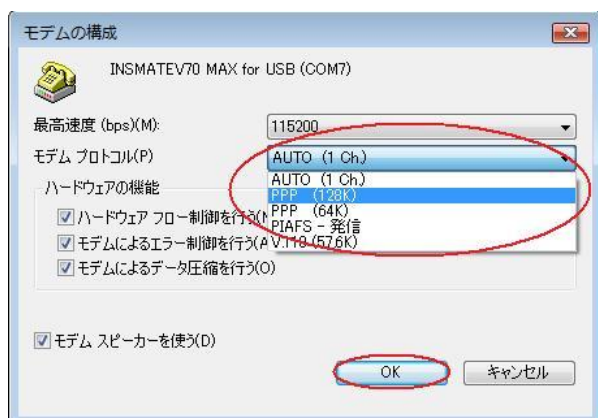 モデムの構成
INSMATEV70 MAX for USB (COM7)
最高速度 (bps)(M):
115200
モデム プロトコル(P)
AUTO (1 Ch.)
AUTO (1 Ch.)
PPP (128K)
PPP (64K)
PIAFS - 発信
V.110 (57.6K)
ハードウェアの機能
ハードウェア フロー制御を行う(
モデムによるエラー制御を行う(A
モデムによるデータ圧縮を行う(O)
モデム スピーカーを使う(D)
OK
キャンセル